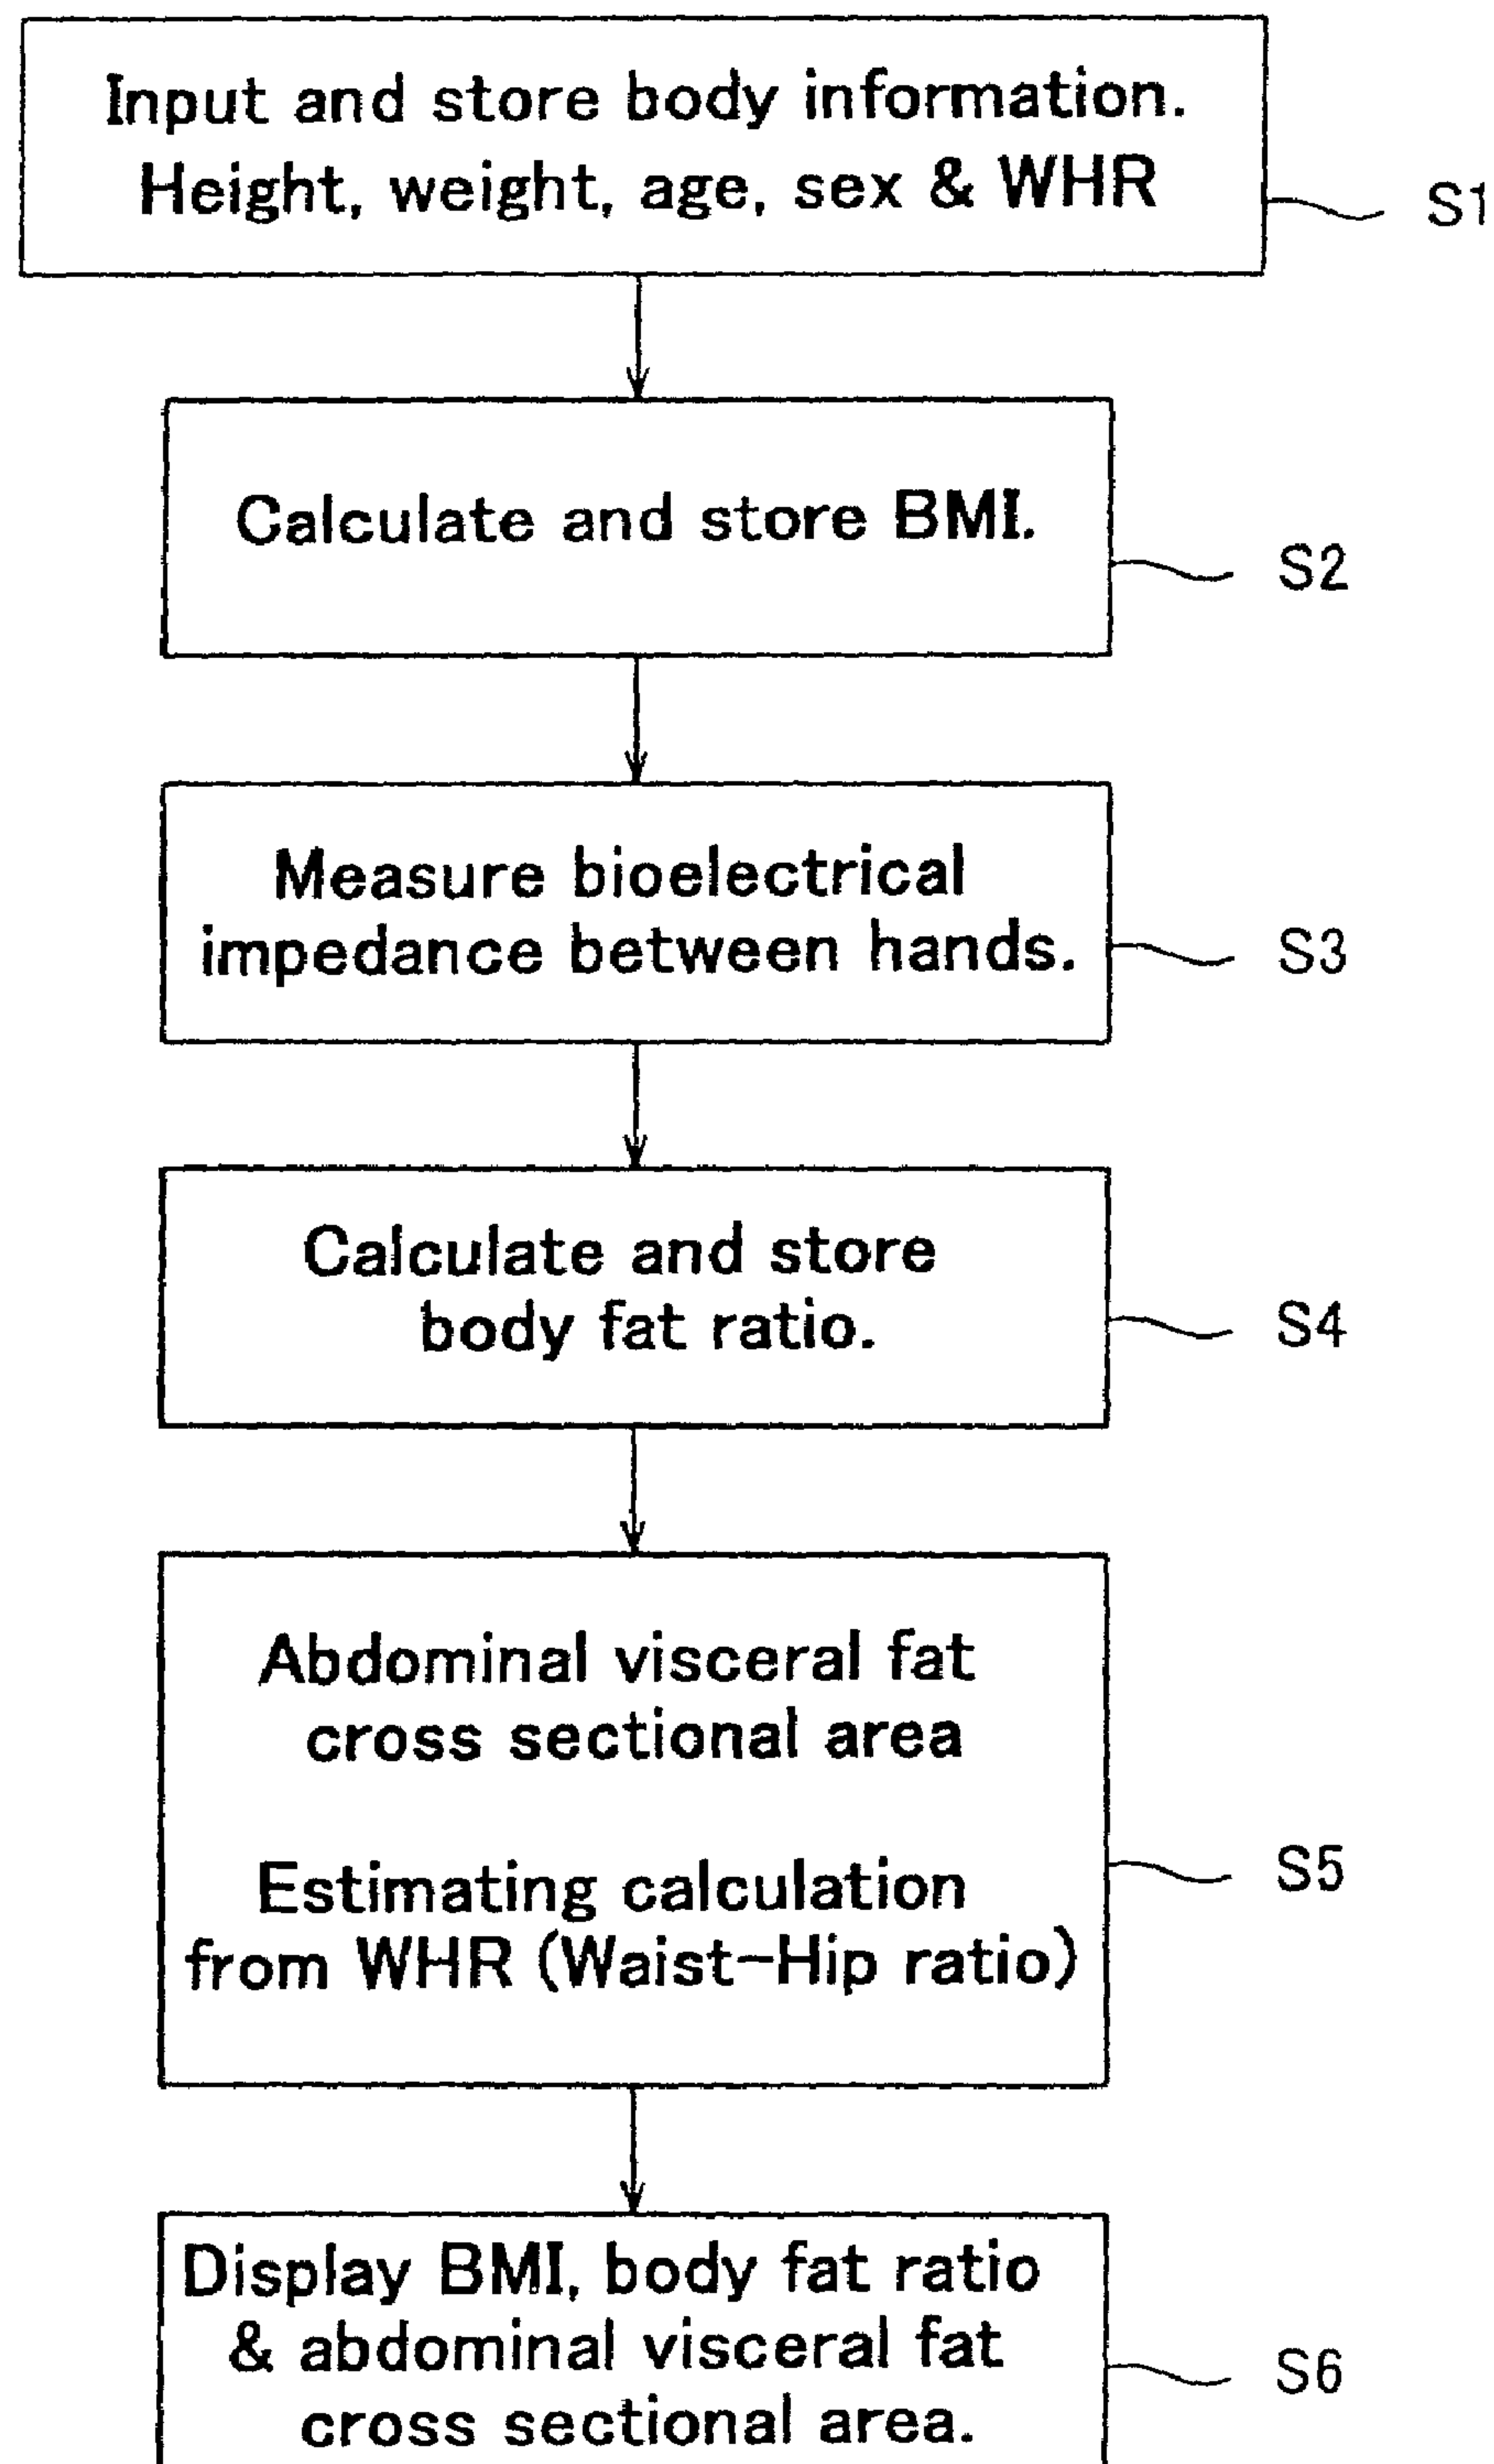 Input and store body information.
Height, weight, age, sex & WHR
S1
Calculate and store BMI.
S2
Measure bioelectrical
impedance between hands.
S3
Calculate and store
body fat ratio.
S4
Abdominal visceral fat
cross sectional area
Estimating calculation
from WHR (Waist-Hip ratio)
S5
Display BMI, body fat ratio
& abdominal visceral fat
cross sectional area.
S6